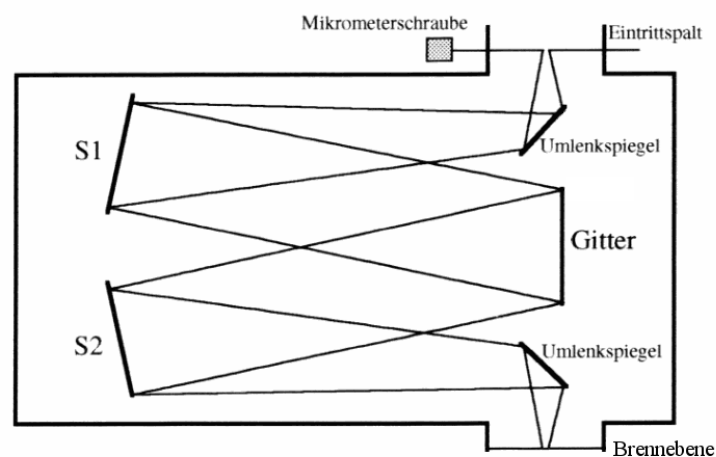 Mikrometerschraube
Eintrittspalt
Umlenkspiegel
S1
Gitter
S2
Umlenkspiegel
Brennebene